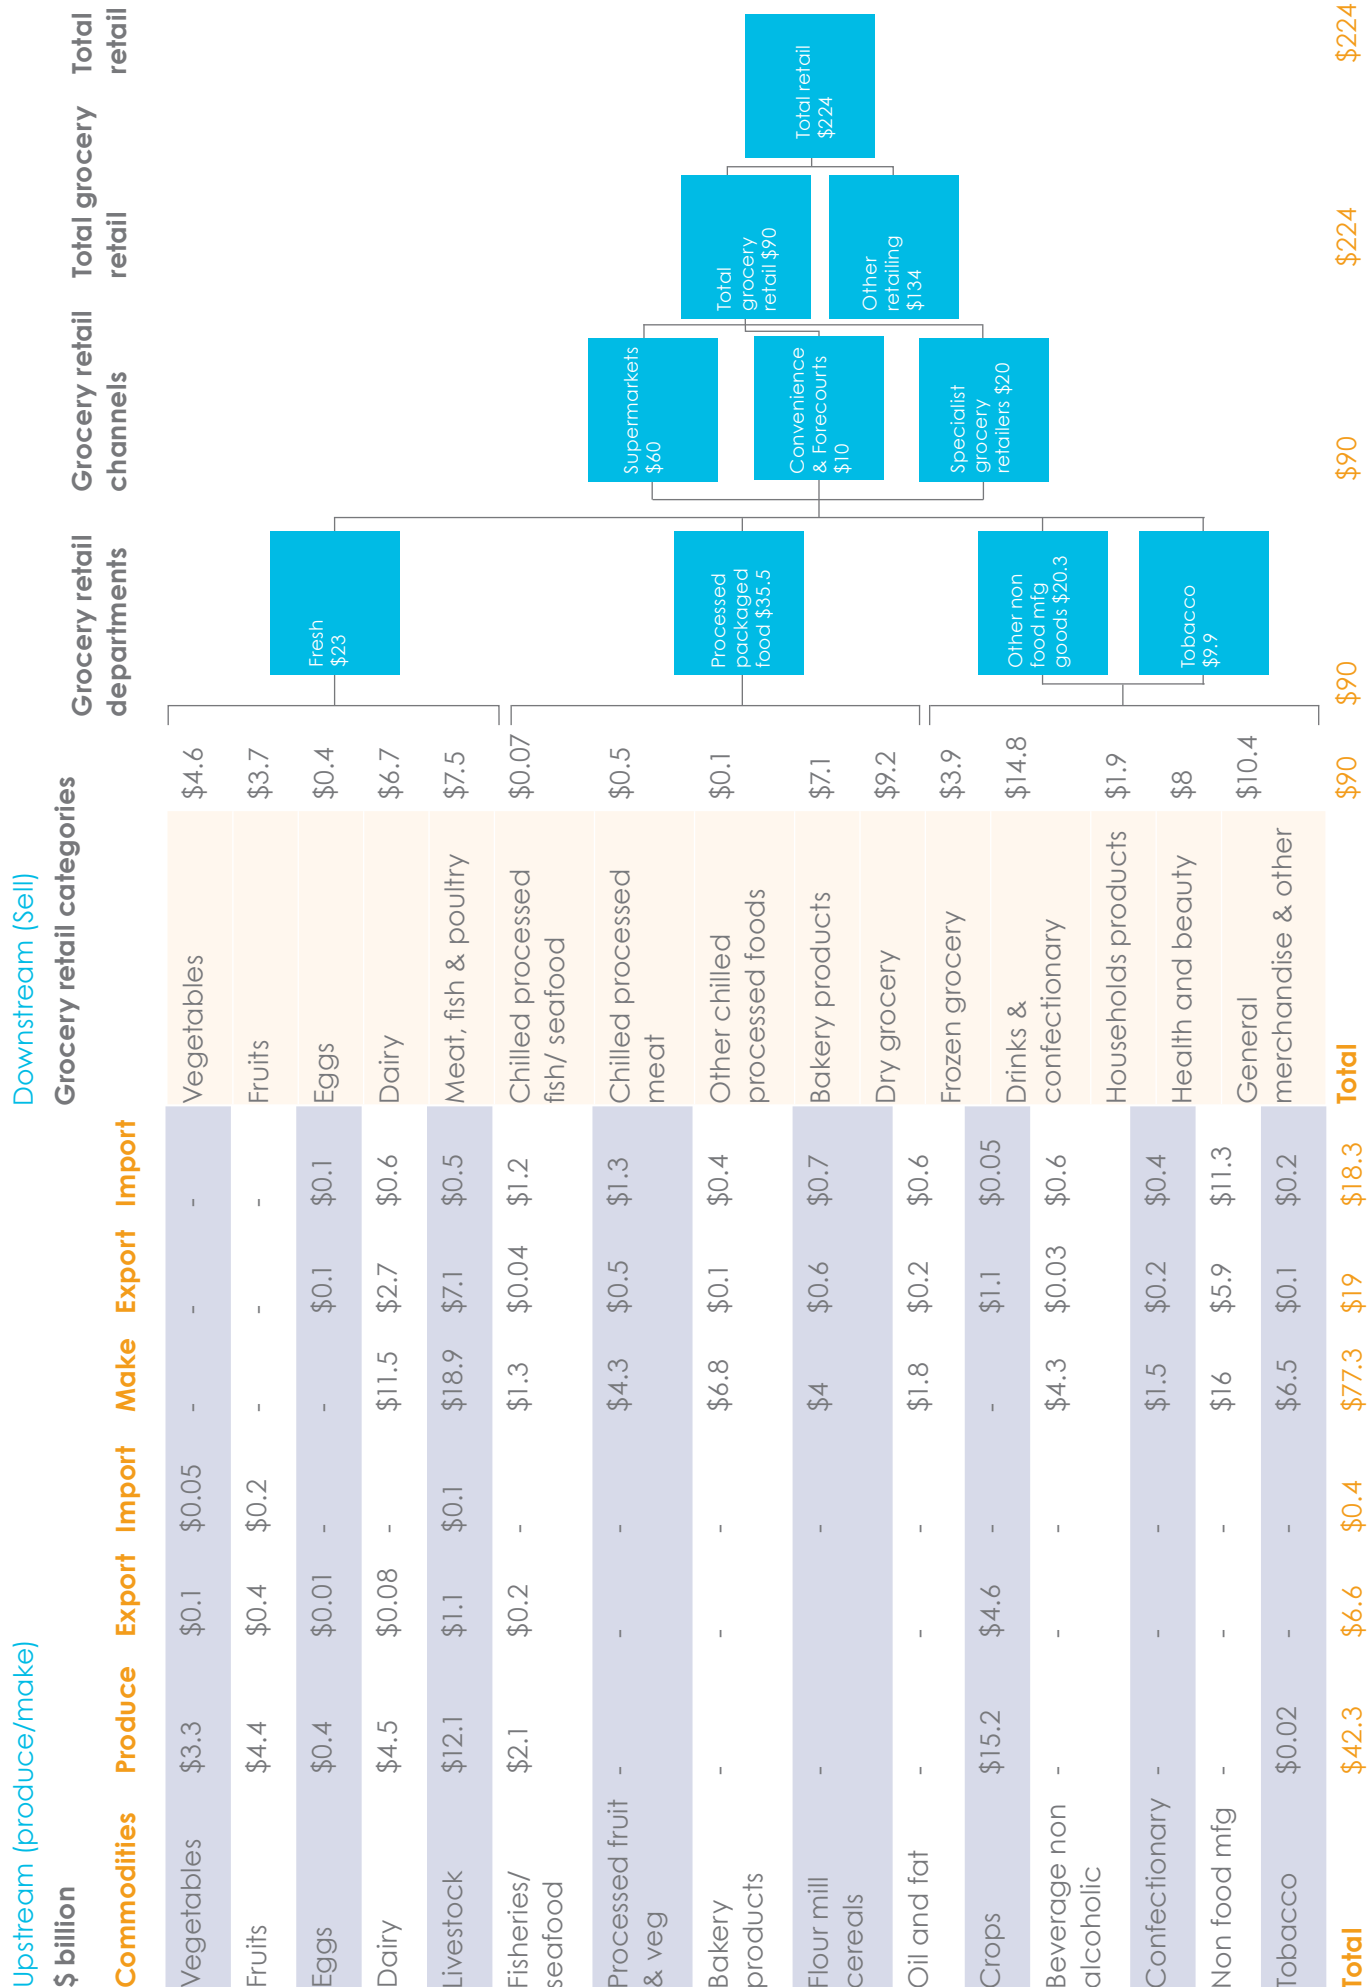 Upstream (produce/make)
Downstream (Sell)
$ billion
Grocery retail categories
Grocery retail
departments
Grocery retail
channels
Total grocery
retail
Total
retail
Commodities Produce Export Import Make Export Import
Vegetables $3.3 $0.1 $0.05 - - -
Fruits $4.4 $0.4 $0.2 - - -
Eggs $0.4 $0.01 - - $0.1 $0.1
Dairy $4.5 $0.08 - $11.5 $2.7 $0.6
Livestock $12.1 $1.1 $0.1 $18.9 $7.1 $0.5
Fisheries/
seafood
$2.1 $0.2 - $1.3 $0.04 $1.2
Processed fruit
& veg
- - - $4.3 $0.5 $1.3
Bakery
products
- - - $6.8 $0.1 $0.4
Flour mill
cereals
- - $4 $0.6 $0.7
Oil and fat - - - $1.8 $0.2 $0.6
Crops $15.2 $4.6 - - $1.1 $0.05
Beverage non
alcoholic
- - - $4.3 $0.03 $0.6
Confectionary - - - $1.5 $0.2 $0.4
Non food mfg - - - $16 $5.9 $11.3
Tobacco $0.02 - - $6.5 $0.1 $0.2
Total $42.3 $6.6 $0.4 $77.3 $19 $18.3
Vegetables $4.6
Fruits $3.7
Eggs $0.4
Dairy $6.7
Meat, fish & poultry $7.5
Chilled processed
fish/ seafood
$0.07
Chilled processed
meat
$0.5
Other chilled
processed foods
$0.1
Bakery products $7.1
Dry grocery $9.2
Frozen grocery $3.9
Drinks &
confectionary
$14.8
Households products $1.9
Health and beauty $8
General
merchandise & other
$10.4
Total $90 $90 $90 $224 $224
Fresh
$23
Processed
packaged
food $35.5
Other non
food mfg
goods $20.3
Tobacco
$9.9
Supermarkets
$60
Convenience
& Forecourts
$10
Specialist
grocery
retailers $20
Total
grocery
retail $90
Other
retailing
$134
Total retail
$224